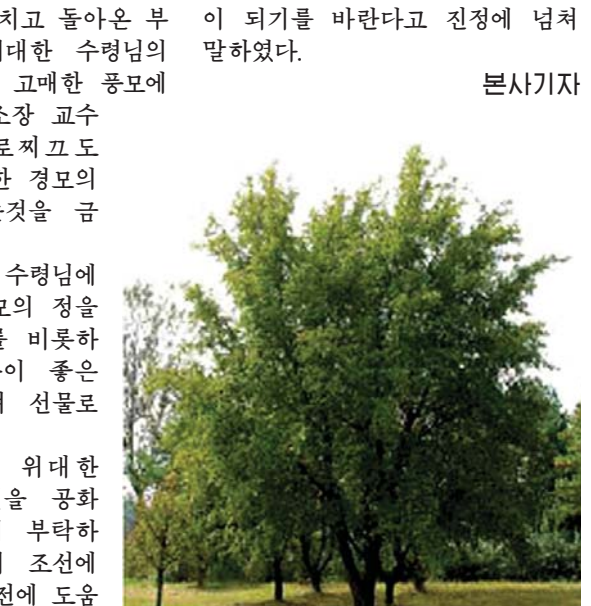 치고 돌아온 부
대한 수령님의
고매한 풍모에
소장 교수
로찌끄도
한 경모의
것을 금
수령님에
모의 정을
를 비롯하
이 좋은
선물로
위대한
을 공화
부탁하
조선에
전에 도움
이 되기를 바란다고 진정에 넘쳐
말하였다.
본사기자